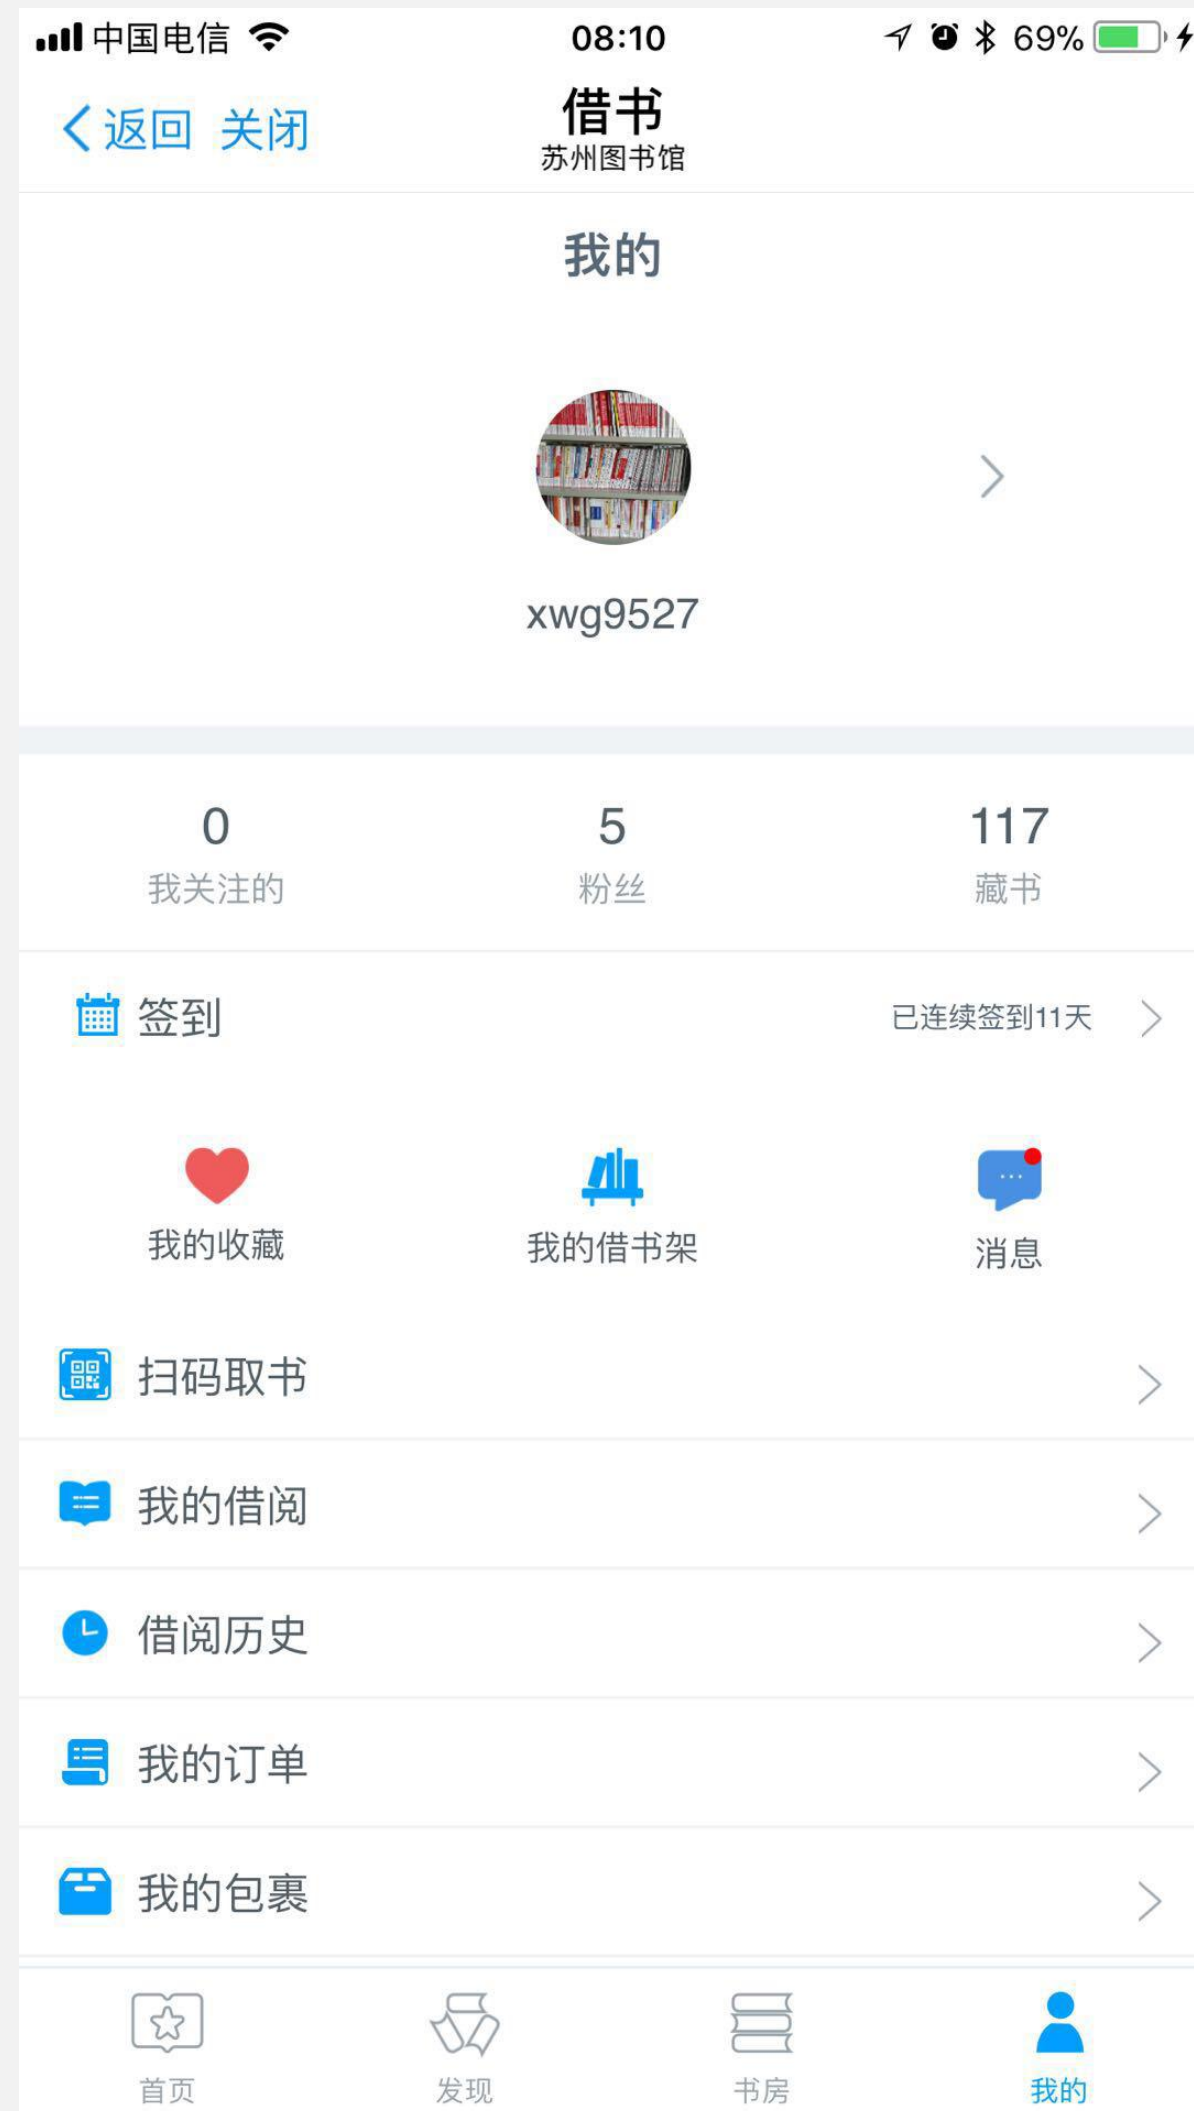 中国电信 08:10 69%
返回 关闭 借书
苏州图书馆
我的
xwg9527
0 5 117
我关注的 粉丝 藏书
签到 已连续签到11天
我的收藏 我的借书架 消息
扫码取书
我的借阅
借阅历史
我的订单
我的包裹
首页 发现 书房 我的